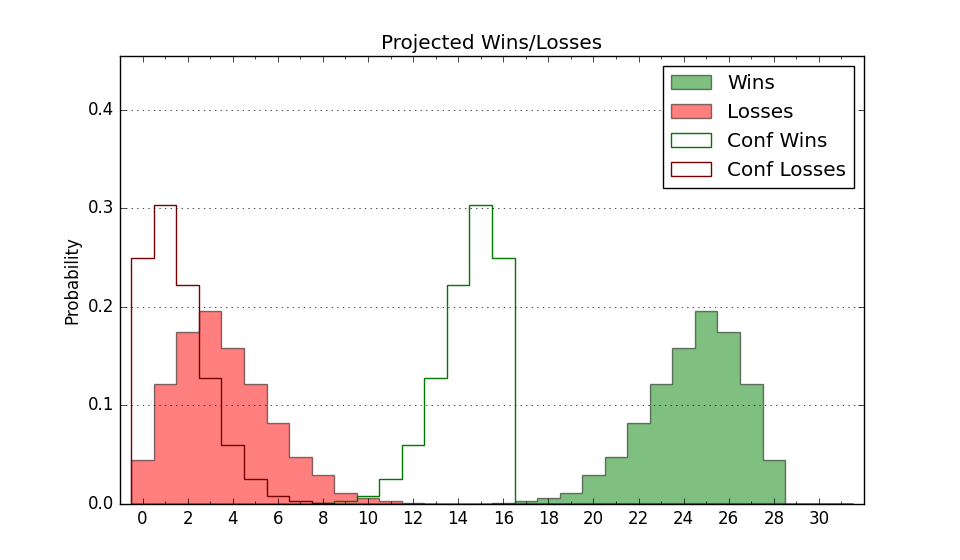 Projected Wins/Losses
Wins
Losses
Conf Wins
Conf Losses
Probability
0.4
0.3
0.2
0.1
0.0
0 2 4 6 8 10 12 14 16 18 20 22 24 26 28 30